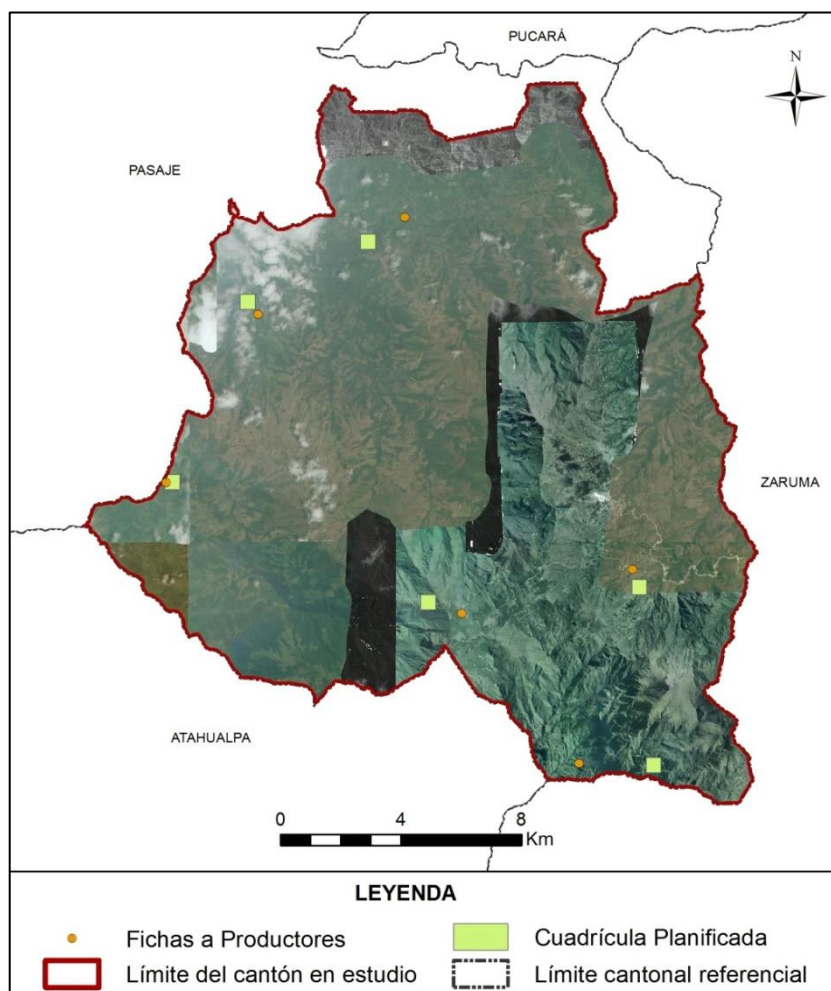 PUCARÁ
N
PASAJE
ZARUMA
ATAHUALPA
0 4 8
Km
LEYENDA
Fichas a Productores
Cuadrícula Planificada
Límite del cantón en estudio
Límite cantonal referencial